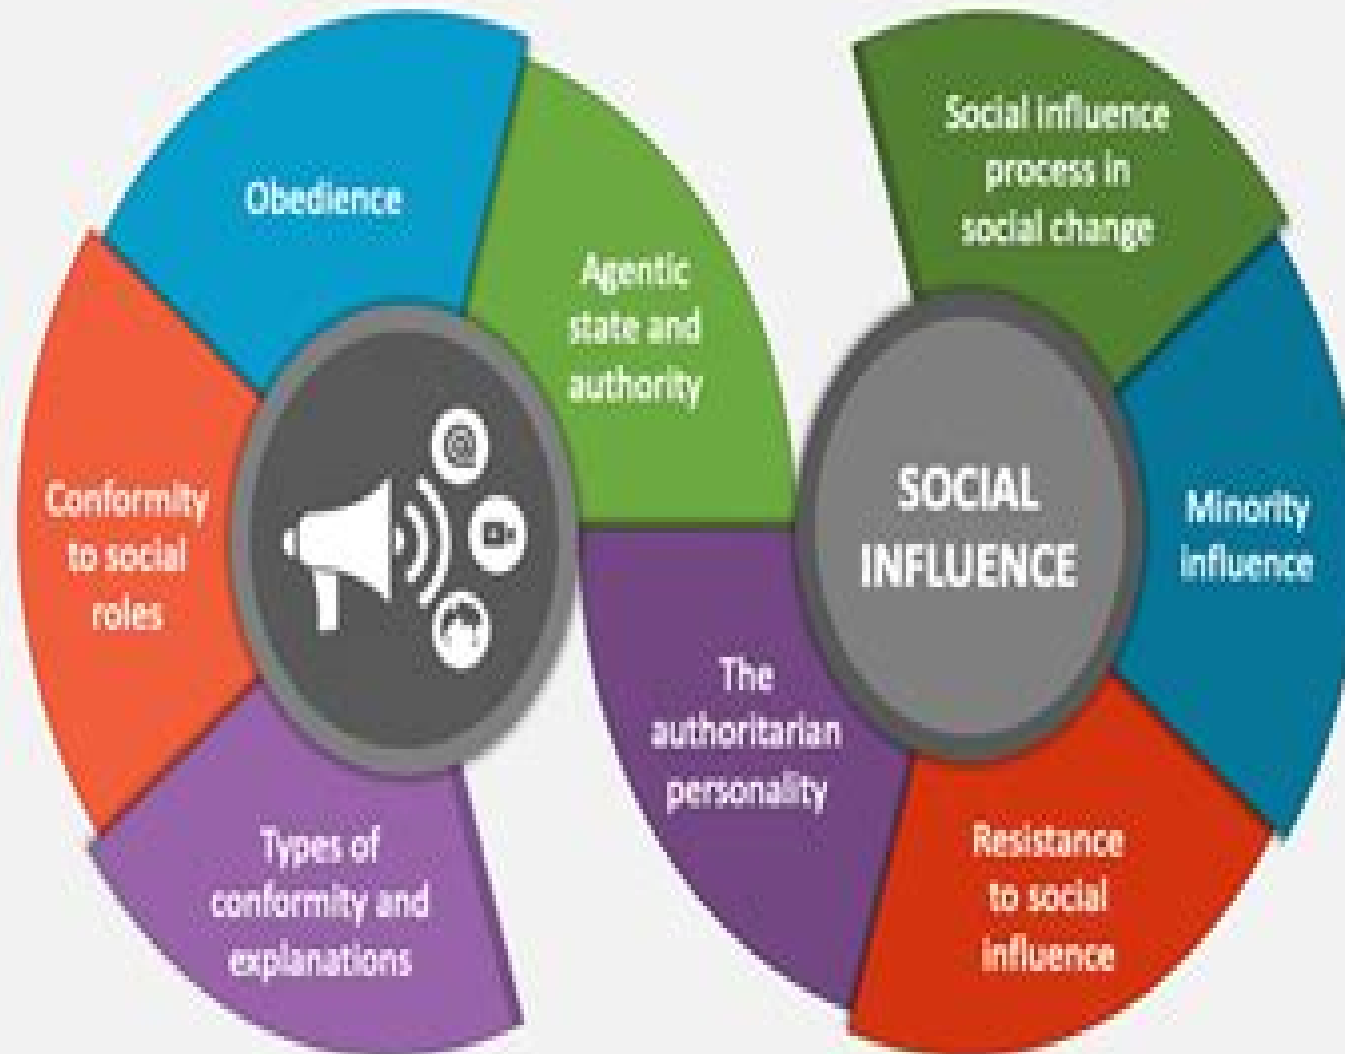 Types of
conformity and
explanations
Conformity
to social
roles
Obedience
Agentic
state and
authority
The
authoritarian
personality
Resistance
to social
influence
Minority
influence
Social influence
process in
social change
SOCIAL
INFLUENCE
@